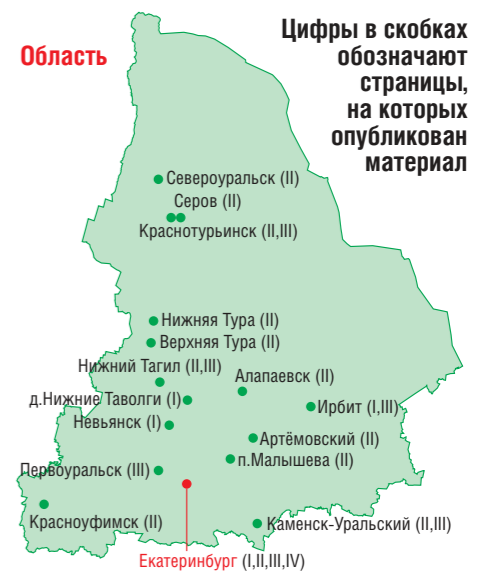 Область
Цифры в скобках
обозначают
страницы,
на которых
опубликован
материал
Североуральск (II)
Серов (II)
Краснотурьинск (II,III)
Нижняя Тура (II)
Верхняя Тура (II)
Нижний Тагил (II,III)
Алапаевск (II)
д.Нижние Таволги (I)
Ирбит (I,III)
Невьянск (I)
Артёмовский (II)
п.Малышева (II)
Первоуральск (III)
Красноуфимск (II)
Каменск-Уральский (II,III)
Екатеринбург (I,II,III,IV)